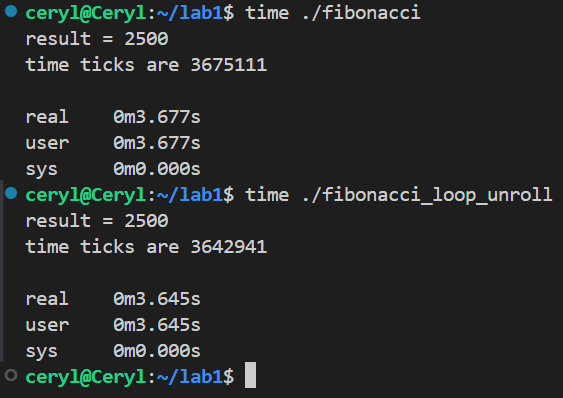 ceryl@Ceryl:~/lab1$ time ./fibonacci
result = 2500
time ticks are 3675111
real 0m3.677s
user 0m3.677s
sys 0m0.000s
ceryl@Ceryl:~/lab1$ time ./fibonacci_loop_unroll
result = 2500
time ticks are 3642941
real 0m3.645s
user 0m3.645s
sys 0m0.000s
ceryl@Ceryl:~/lab1$